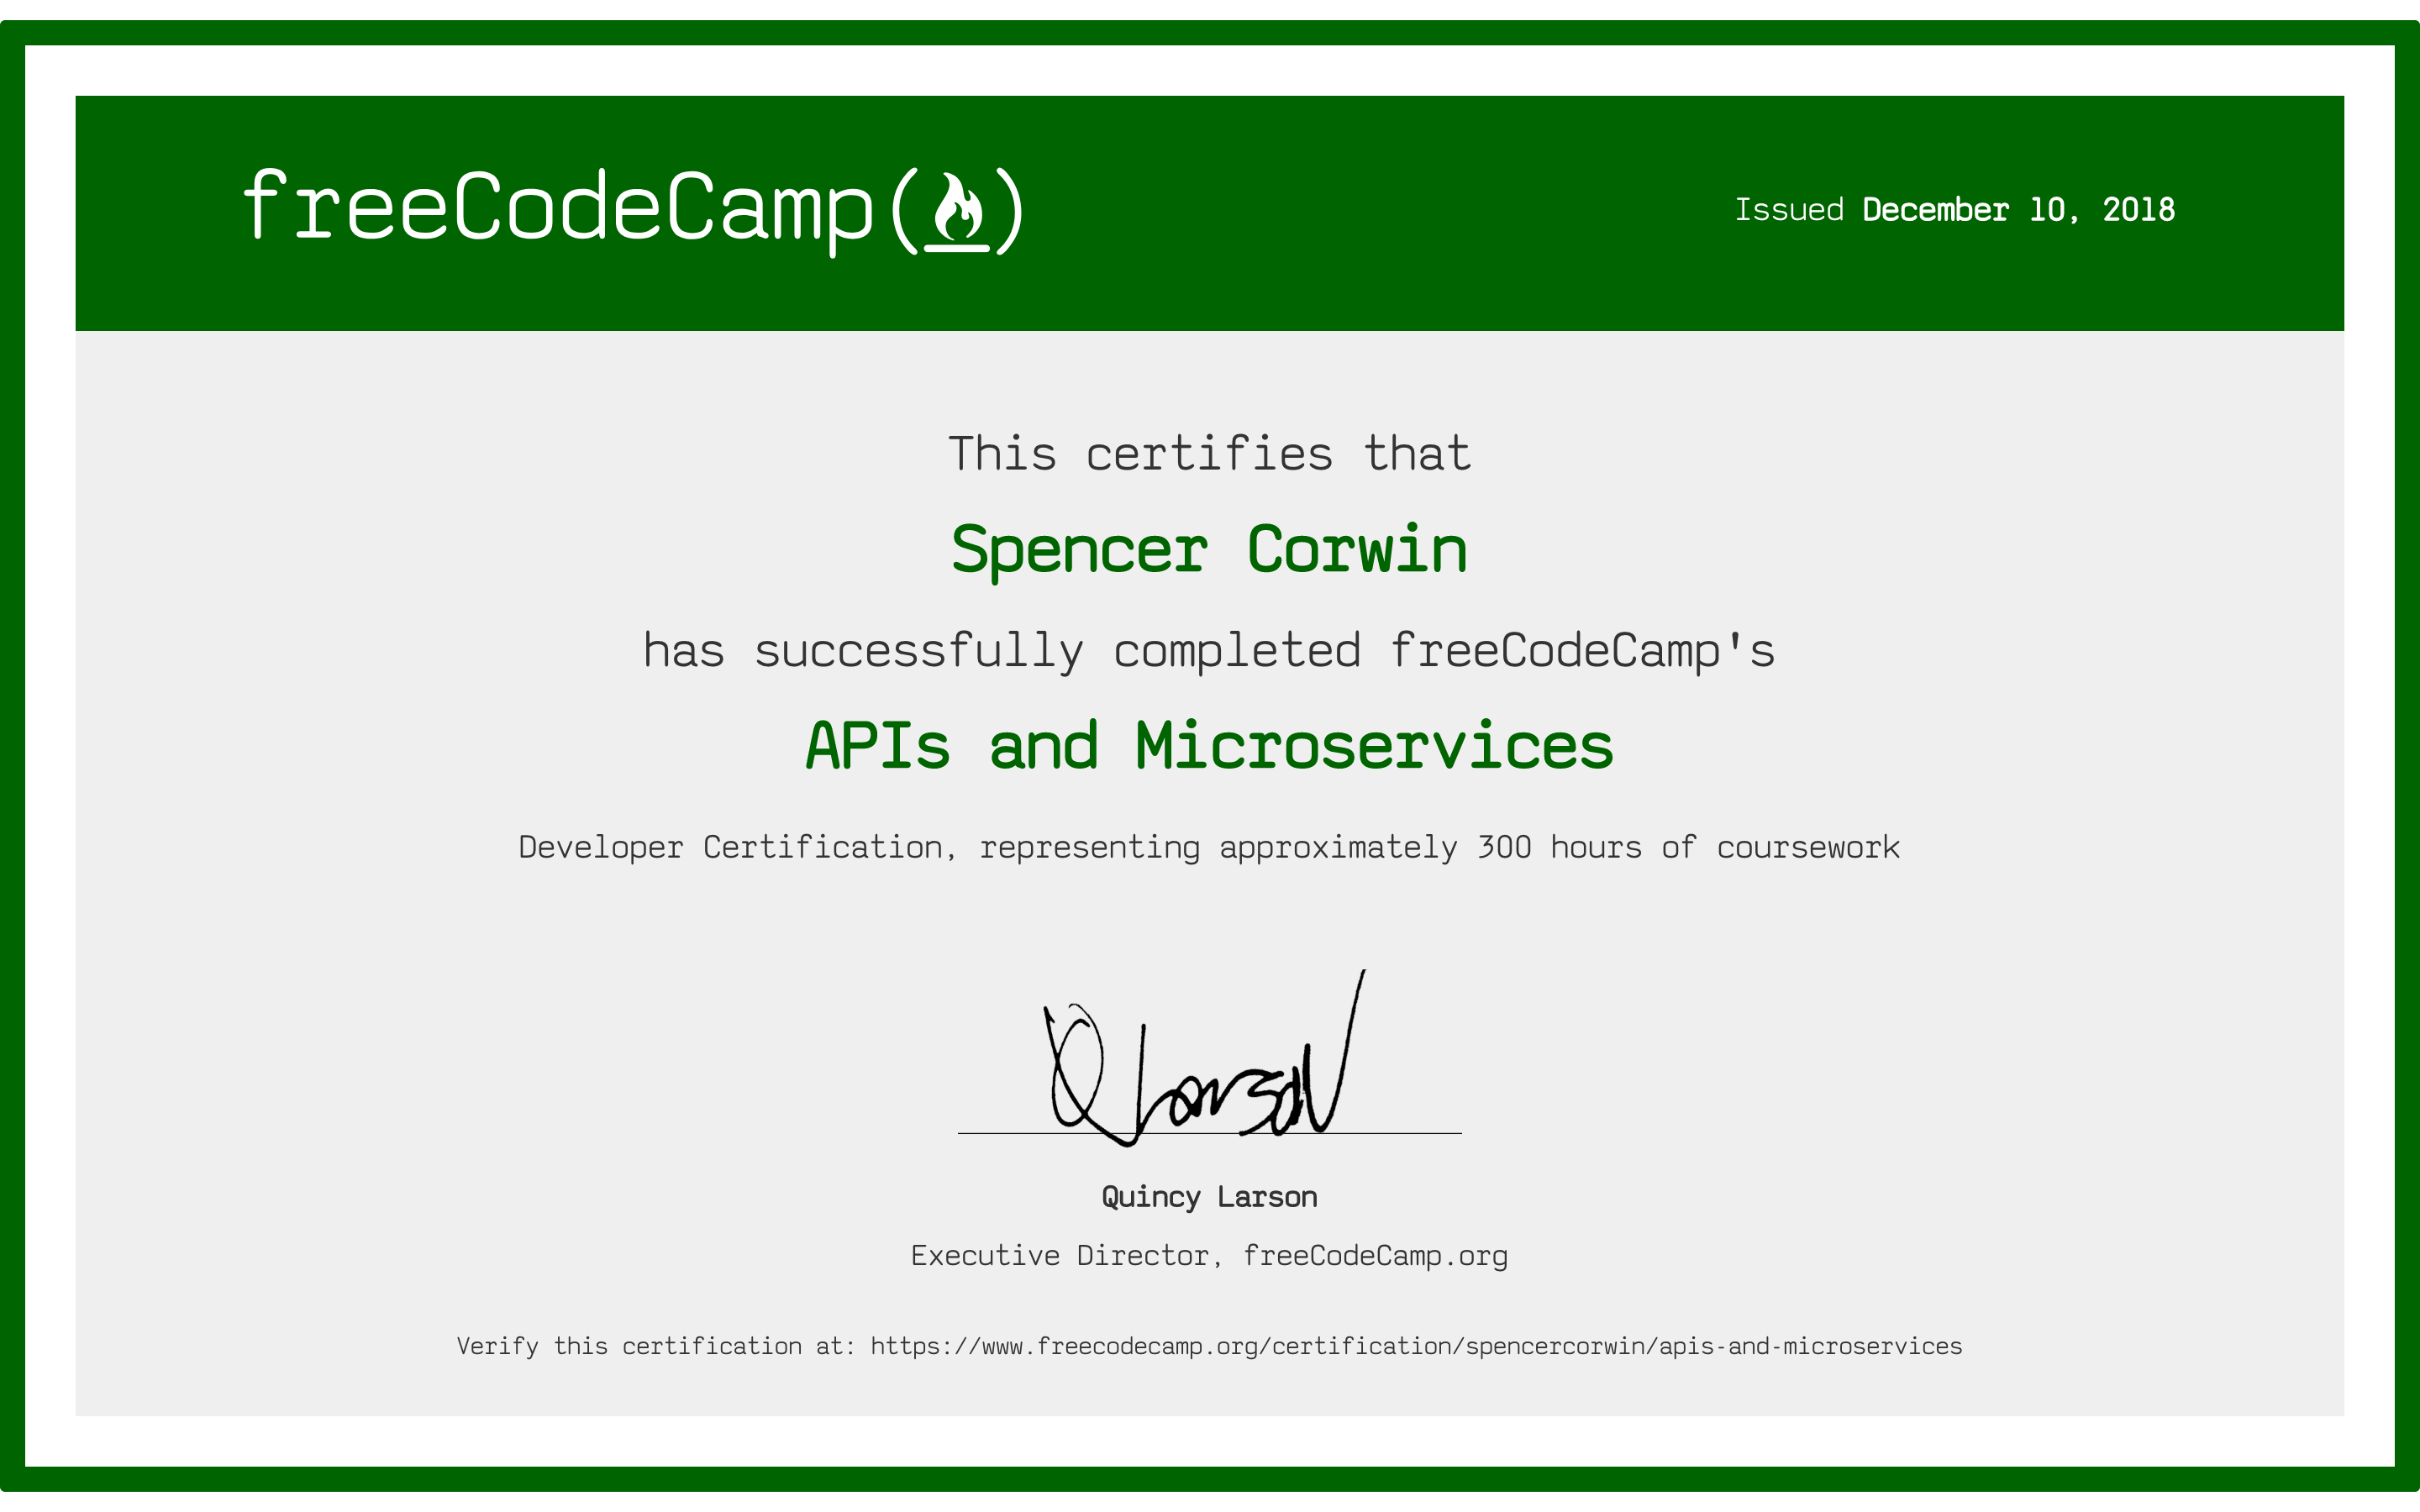 freeCodeCamp()
Issued December 10, 2018
This certifies that
Spencer Corwin
has successfully completed freeCodeCamp's
APIs and Microservices
Developer Certification, representing approximately 300 hours of coursework
Q Larson
Quincy Larson
Executive Director, freeCodeCamp.org
Verify this certification at: https://www.freecodecamp.org/certification/spencercorwin/apis-and-microservices